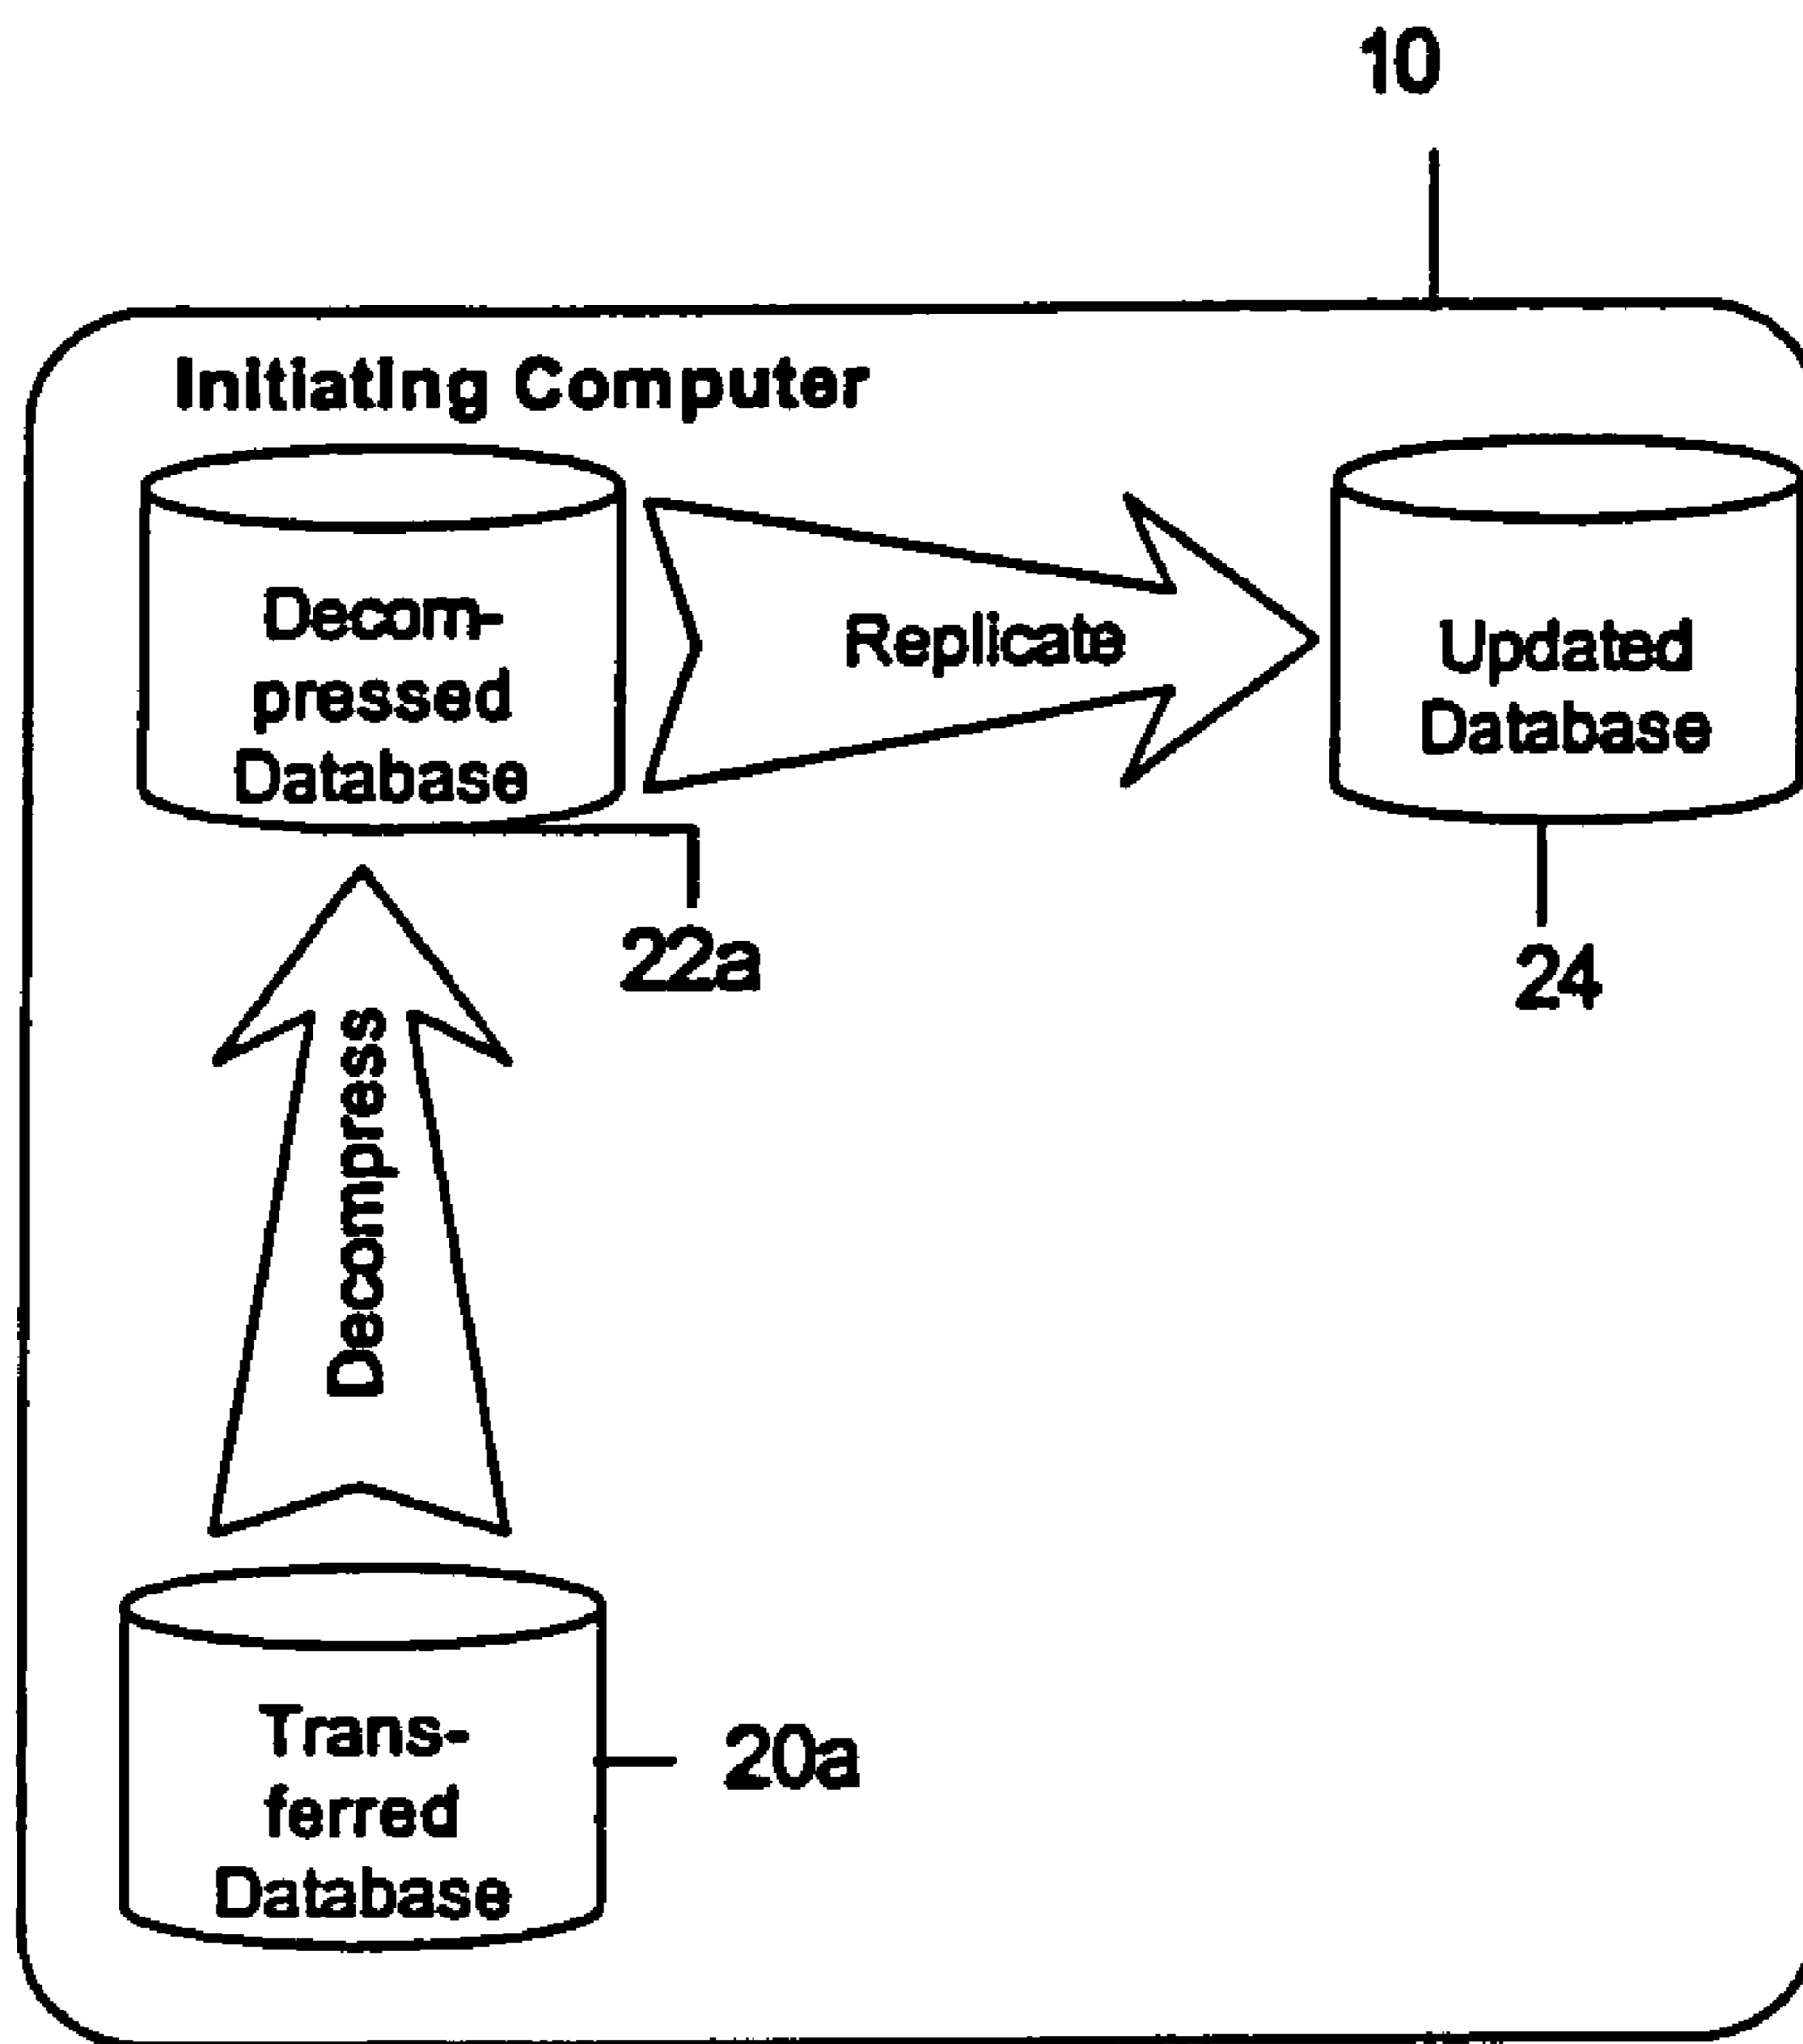 10
Initiating Computer
Decom-
pressed
Database
Replicate
Updated
Database
22a
24
Decompress
Trans-
ferred
Database
20a